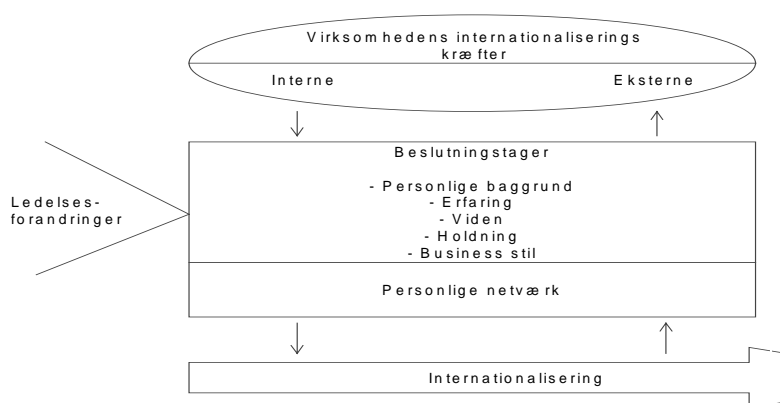 Virksomhedens internationaliserings
kræfter
Interne
Eksterne
Beslutningstager
- Personlige baggrund
- Erfaring
- Viden
- Holdning
- Business stil
Ledelses-
forandringer
Personlige netværk
Internationalisering